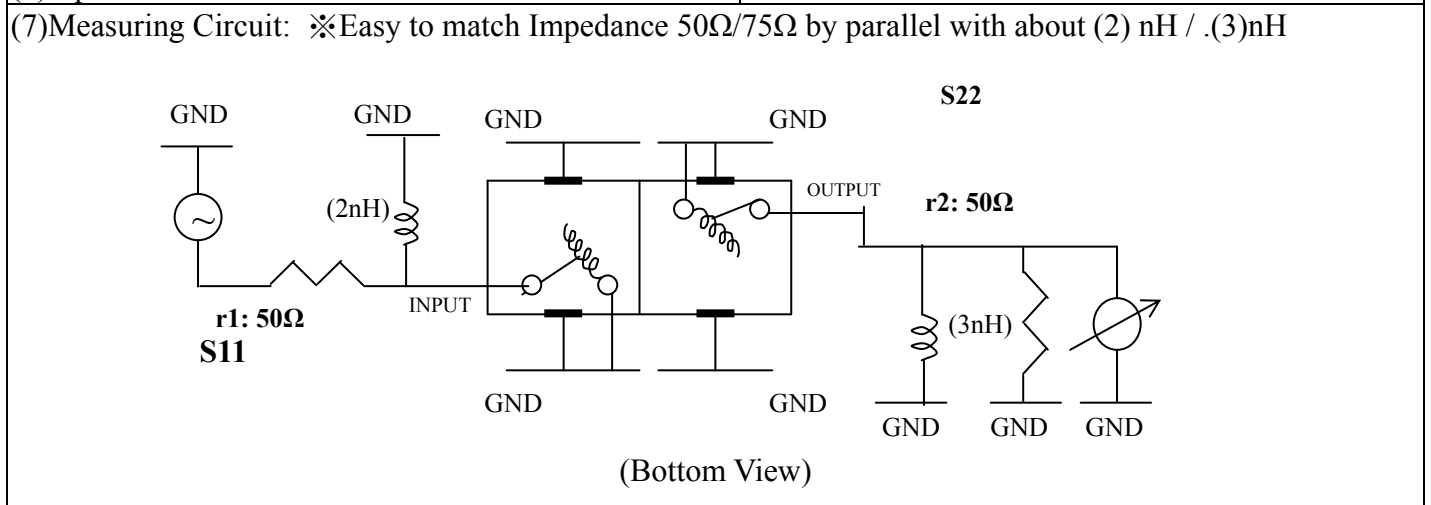 (7)Measuring Circuit: ※Easy to match Impedance 50Ω/75Ω by parallel with about (2) nH / .(3)nH
S22
GND GND GND GND
OUTPUT
r2: 50Ω
(2nH)
~
INPUT
r1: 50Ω
(3nH)
S11
GND GND
GND GND GND
(Bottom View)